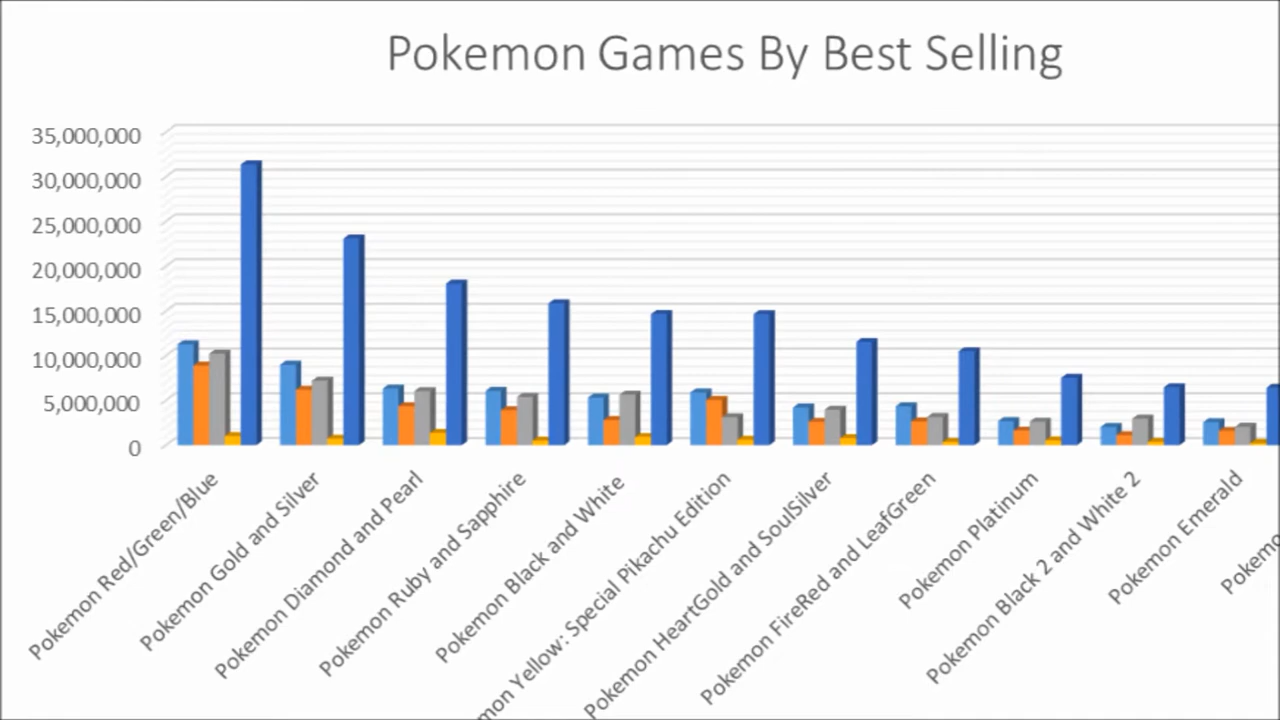 Pokemon Games By Best Selling
35,000,000
30,000,000
25,000,000
20,000,000
15,000,000
10,000,000
5,000,000
0
Pokemon Red/Green/Blue
Pokemon Gold and Silver
Pokemon Diamond and Pearl
Pokemon Ruby and Sapphire
Pokemon Black and White
mon Yellow: Special Pikachu Edition
Pokemon HeartGold and SoulSilver
Pokemon FireRed and LeafGreen
Pokemon Platinum
Pokemon Black 2 and White 2
Pokemon Emerald
Pokemo